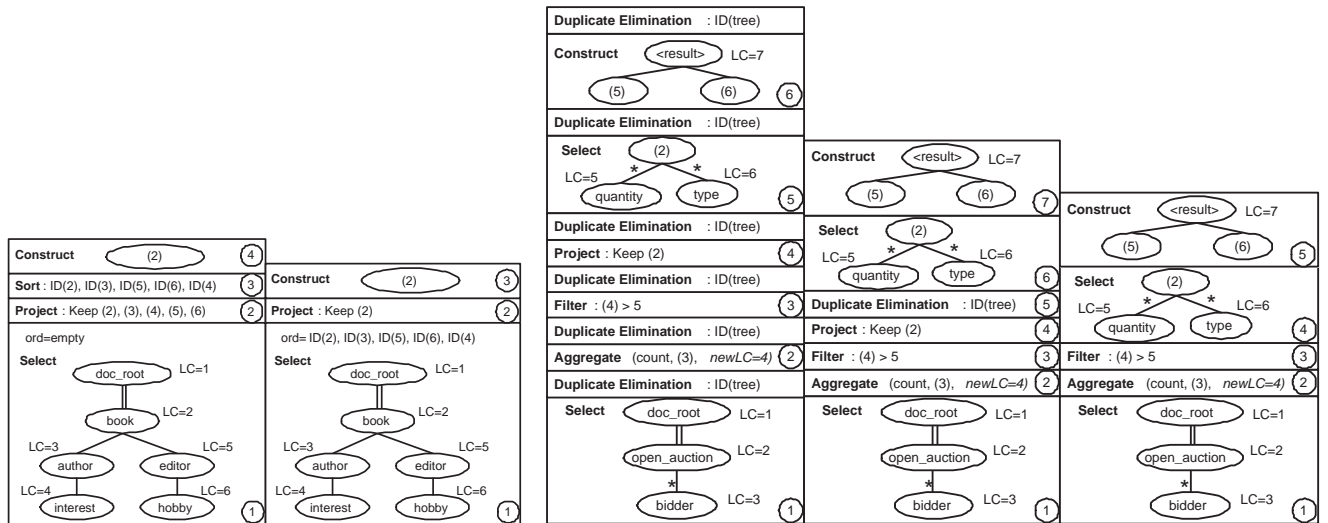 Construct (2) 4
Sort : ID(2), ID(3), ID(5), ID(6), ID(4) 3
Project : Keep (2), (3), (4), (5), (6) 2
ord=empty
Select
doc_root LC=1
LC=2
book
LC=3 LC=5
author editor
LC=4 LC=6
interest hobby 1
Construct (2) 3
Project : Keep (2) 2
ord= ID(2), ID(3), ID(5), ID(6), ID(4)
Select
doc_root LC=1
LC=2
book
LC=3 LC=5
author editor
LC=4 LC=6
interest hobby 1
Duplicate Elimination : ID(tree)
Construct <result> LC=7
(5) (6) 6
Duplicate Elimination : ID(tree)
Select (2)
LC=5 * * LC=6
quantity type 5
Duplicate Elimination : ID(tree)
Project : Keep (2) 4
Duplicate Elimination : ID(tree)
Filter : (4) > 5 3
Duplicate Elimination : ID(tree)
Aggregate (count, (3), newLC=4) 2
Duplicate Elimination : ID(tree)
Select doc_root LC=1
open_auction LC=2
*
bidder LC=3 1
Construct <result> LC=7
(5) (6) 7
Select (2)
LC=5 * * LC=6
quantity type 6
Duplicate Elimination : ID(tree) 5
Project : Keep (2) 4
Filter : (4) > 5 3
Aggregate (count, (3), newLC=4) 2
Select doc_root LC=1
open_auction LC=2
*
bidder LC=3 1
Construct <result> LC=7
(5) (6) 5
Select (2)
LC=5 * * LC=6
quantity type 4
Filter : (4) > 5 3
Aggregate (count, (3), newLC=4) 2
Select doc_root LC=1
open_auction LC=2
*
bidder LC=3 1